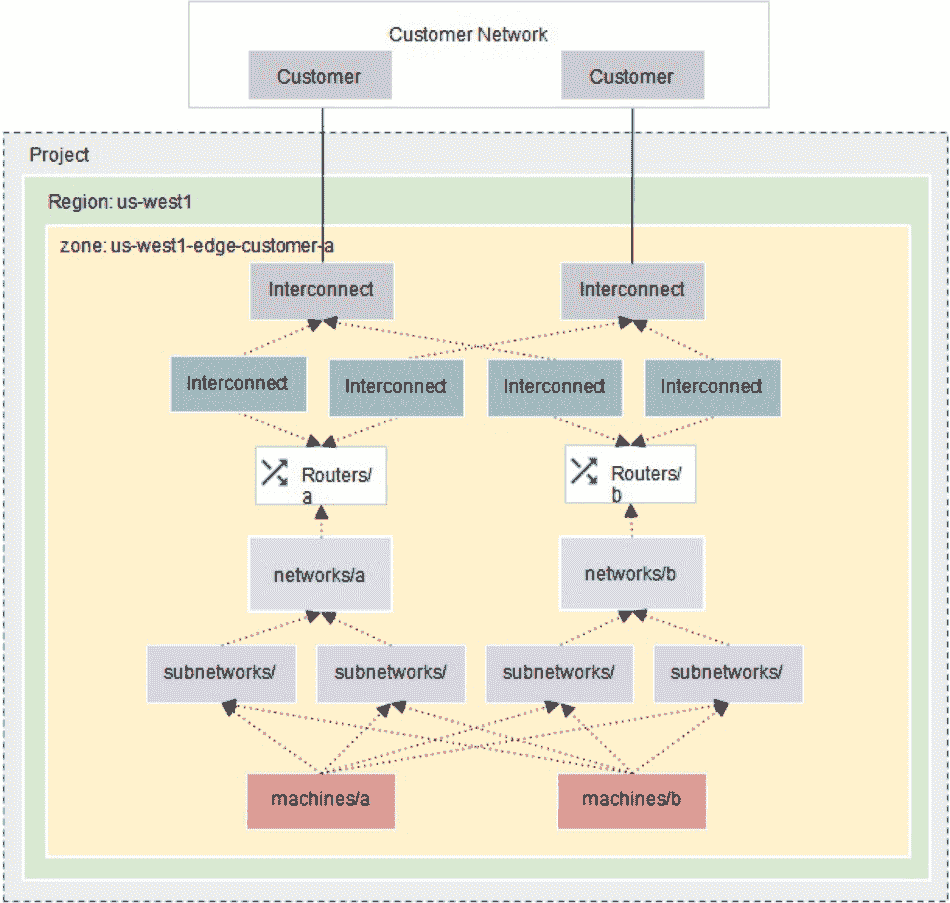 Customer Network
Customer
Customer
Project
Region: us-west1
zone: us-west1-edge-customer-a
Interconnect
Interconnect
Interconnect
Interconnect
Interconnect
Interconnect
Routers/
a
Routers/
b
networks/a
networks/b
subnetworks/
subnetworks/
subnetworks/
subnetworks/
machines/a
machines/b